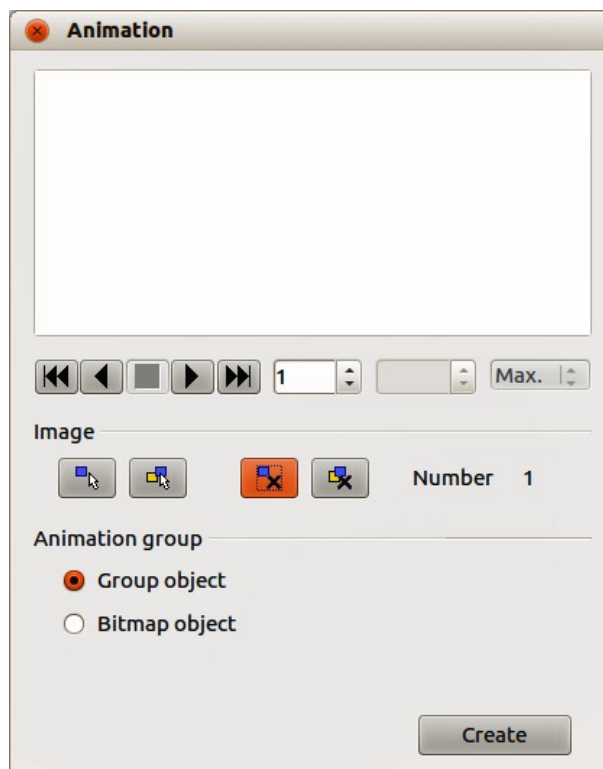 Animation
1 Max.
Image
Number 1
Animation group
Group object
Bitmap object
Create